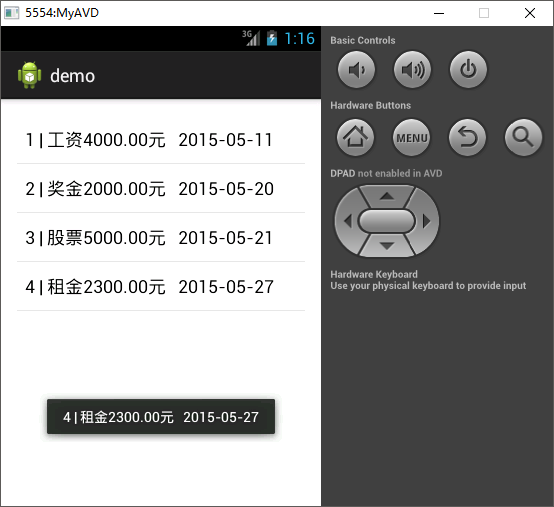 5554:MyAVD
3G 1:16
demo
1|工资4000.00元 2015-05-11
2|奖金2000.00元 2015-05-20
3|股票5000.00元 2015-05-21
4|租金2300.00元 2015-05-27
4|租金2300.00元 2015-05-27
Basic Controls
Hardware Buttons
MENU
DPAD not enabled in AVD
Hardware Keyboard
Use your physical keyboard to provide input